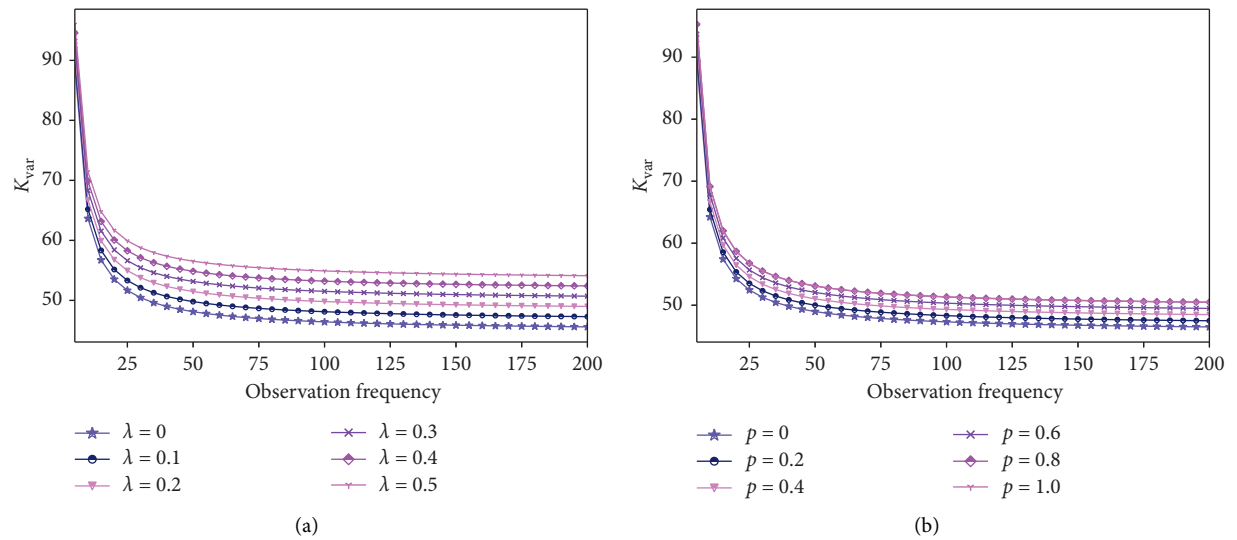 90
80
70
60
50
K_var
25 50 75 100 125 150 175 200
Observation frequency
λ = 0
λ = 0.1
λ = 0.2
λ = 0.3
λ = 0.4
λ = 0.5
(a)
90
80
70
60
50
K_var
25 50 75 100 125 150 175 200
Observation frequency
p = 0
p = 0.2
p = 0.4
p = 0.6
p = 0.8
p = 1.0
(b)